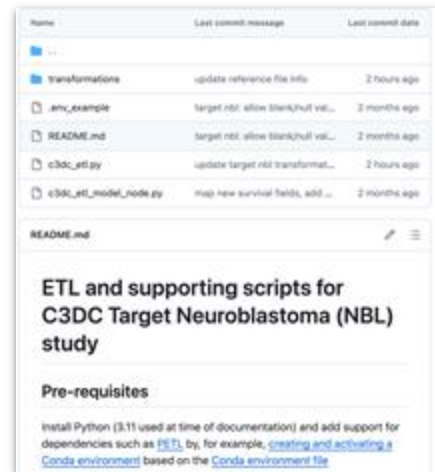 Name Last commit message Last commit date
..
transformations update reference file info 2 hours ago
.env_example target nbl: allow blank/null val... 2 months ago
README.md target nbl: allow blank/null val... 2 months ago
c3dc_etl.py update target nbl transformat... 2 hours ago
c3dc_etl_model_node.py map new survival fields, add ... 2 months ago
README.md
ETL and supporting scripts for
C3DC Target Neuroblastoma (NBL)
study
Pre-requisites
Install Python (3.11 used at time of documentation) and add support for
dependencies such as PETL by, for example, creating and activating a
Conda environment based on the Conda environment file